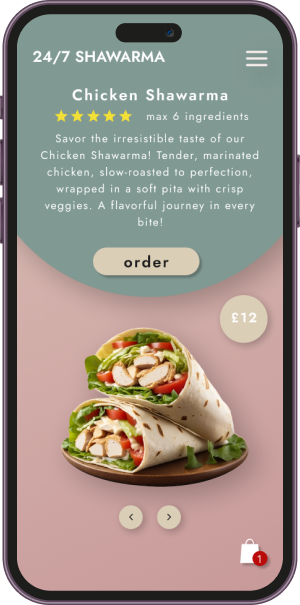 24/7 SHAWARMA
Chicken Shawarma
max 6 ingredients
Savor the irresistible taste of our
Chicken Shawarma! Tender, marinated
chicken, slow-roasted to perfection,
wrapped in a soft pita with crisp
veggies. A flavorful journey in every
bite!
order
£12
1